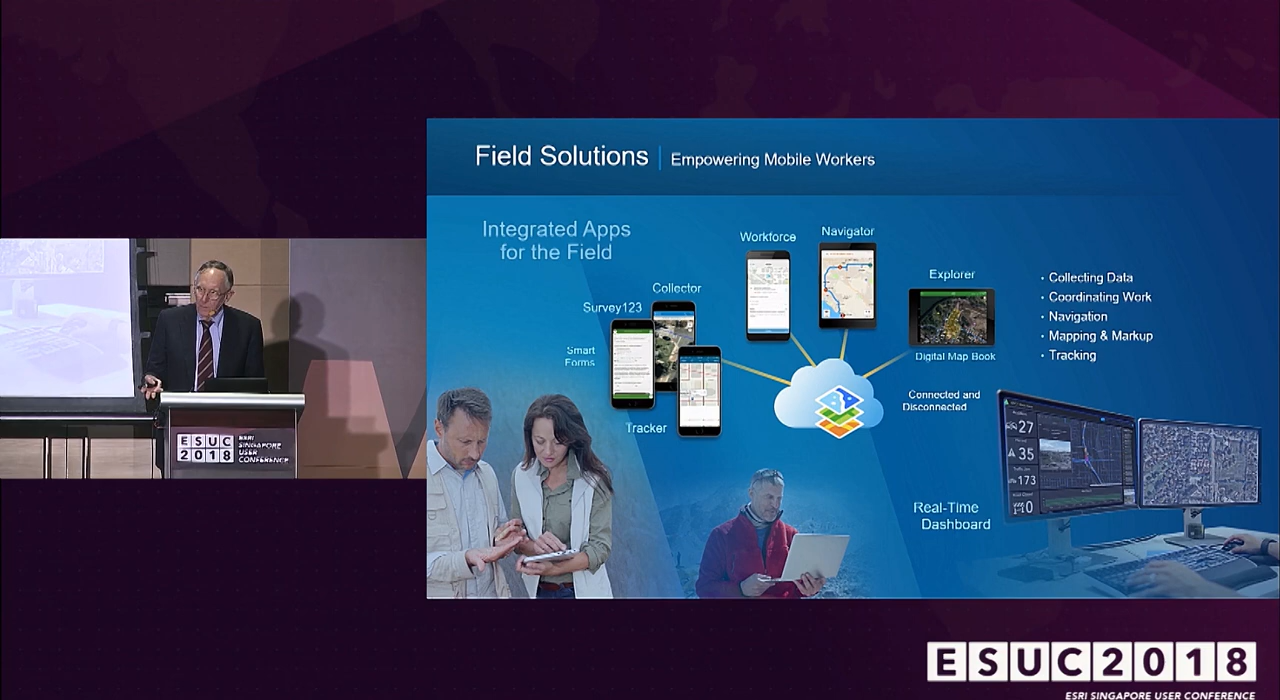 Field Solutions | Empowering Mobile Workers
Integrated Apps
for the Field
Workforce
Navigator
Explorer
Collector
Survey123
Smart
Forms
Tracker
Digital Map Book
· Collecting Data
· Coordinating Work
· Navigation
· Mapping & Markup
· Tracking
Connected and
Disconnected
27
35
173
Real-Time
Dashboard
ESUC
2018
ESRI
SINGAPORE
USER
CONFERENCE
ESUC2018
ESRI SINGAPORE USER CONFERENCE